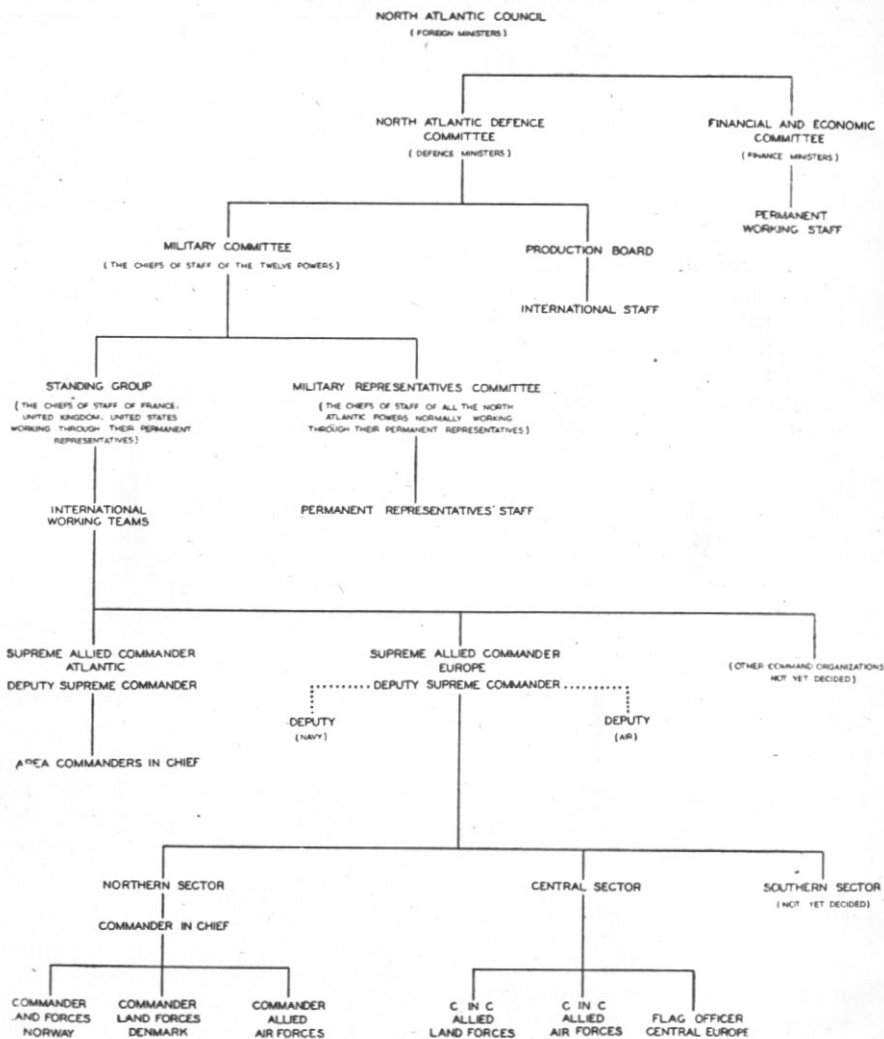 NORTH ATLANTIC COUNCIL
( FOREIGN MINISTERS )
NORTH ATLANTIC DEFENCE
COMMITTEE
( DEFENCE MINISTERS )
FINANCIAL AND ECONOMIC
COMMITTEE
( FINANCE MINISTERS )
PERMANENT
WORKING STAFF
MILITARY COMMITTEE
( THE CHIEFS OF STAFF OF THE TWELVE POWERS )
PRODUCTION BOARD
INTERNATIONAL STAFF
STANDING GROUP
( THE CHIEFS OF STAFF OF FRANCE,
UNITED KINGDOM, UNITED STATES
WORKING THROUGH THEIR PERMANENT
REPRESENTATIVES )
MILITARY REPRESENTATIVES COMMITTEE
( THE CHIEFS OF STAFF OF ALL THE NORTH
ATLANTIC POWERS NORMALLY WORKING
THROUGH THEIR PERMANENT REPRESENTATIVES )
INTERNATIONAL
WORKING TEAMS
PERMANENT REPRESENTATIVES' STAFF
SUPREME ALLIED COMMANDER
ATLANTIC
DEPUTY SUPREME COMMANDER
SUPREME ALLIED COMMANDER
EUROPE
DEPUTY SUPREME COMMANDER
( OTHER COMMAND ORGANIZATIONS
NOT YET DECIDED )
DEPUTY
(NAVY)
DEPUTY
(AIR)
AREA COMMANDERS IN CHIEF
NORTHERN SECTOR
COMMANDER IN CHIEF
CENTRAL SECTOR
SOUTHERN SECTOR
( NOT YET DECIDED )
COMMANDER
LAND FORCES
NORWAY
COMMANDER
LAND FORCES
DENMARK
COMMANDER
ALLIED
AIR FORCES
C IN C
ALLIED
LAND FORCES
C IN C
ALLIED
AIR FORCES
FLAG OFFICER
CENTRAL EUROPE